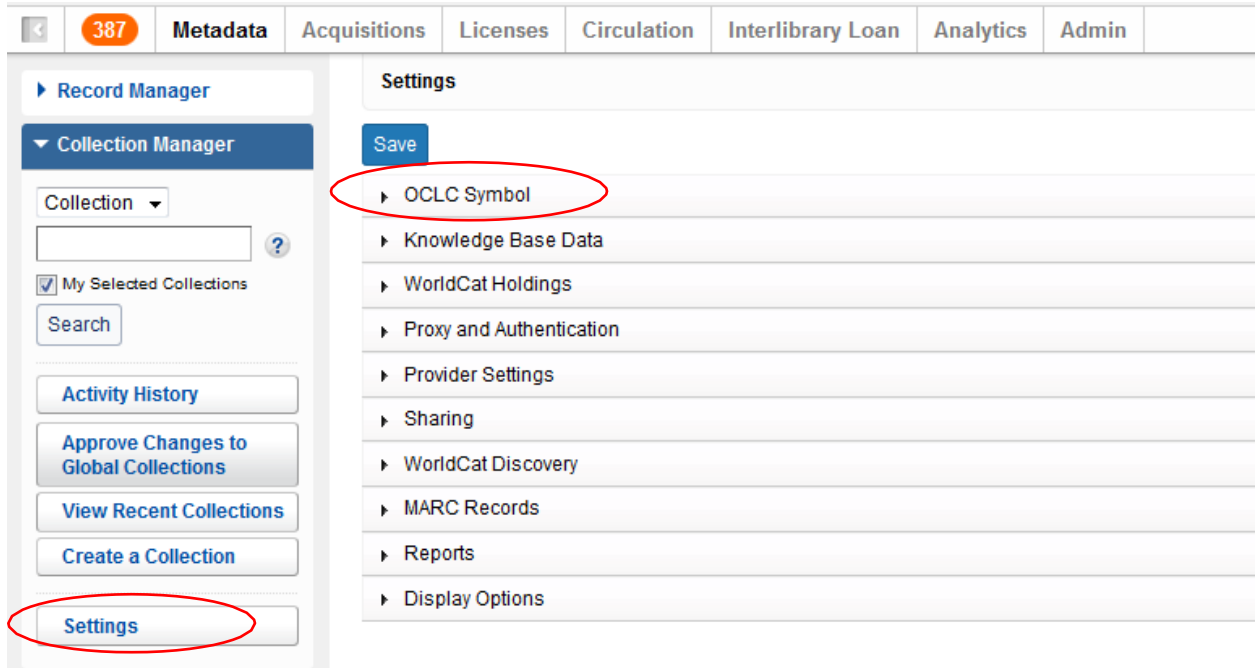 387 Metadata Acquisitions Licenses Circulation Interlibrary Loan Analytics Admin
Record Manager
Collection Manager
Collection
?
My Selected Collections
Search
Activity History
Approve Changes to
Global Collections
View Recent Collections
Create a Collection
Settings
Settings
Save
OCLC Symbol
Knowledge Base Data
WorldCat Holdings
Proxy and Authentication
Provider Settings
Sharing
WorldCat Discovery
MARC Records
Reports
Display Options